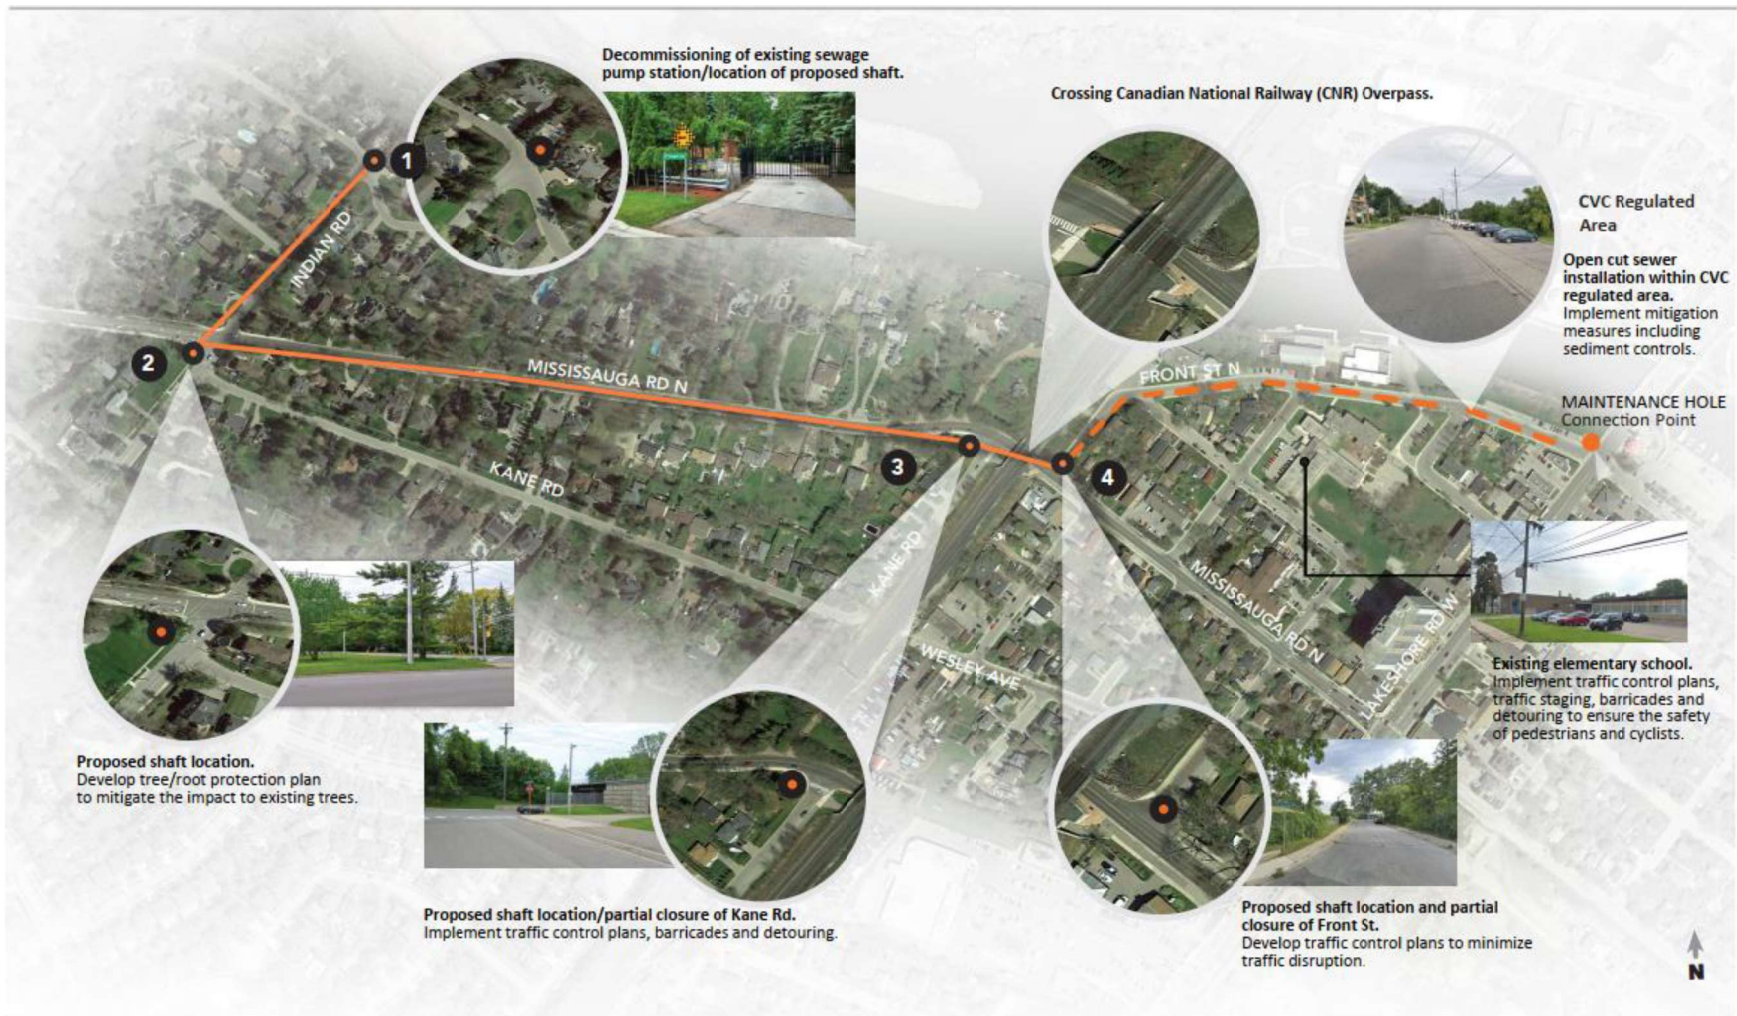 Decommissioning of existing sewage
pump station/location of proposed shaft.
Crossing Canadian National Railway (CNR) Overpass.
CVC Regulated
Area
Open cut sewer
installation within CVC
regulated area.
Implement mitigation
measures including
sediment controls.
1
INDIAN RD
2
MISSISSAUGA RD N
FRONT ST N
MAINTENANCE HOLE
Connection Point
3
4
KANE RD
KANE RD
MISSISSAUGA RD N
WESLEY AVE
LAKESHORE RD W
Existing elementary school.
Implement traffic control plans,
traffic staging, barricades and
detouring to ensure the safety
of pedestrians and cyclists.
Proposed shaft location.
Develop tree/root protection plan
to mitigate the impact to existing trees.
Proposed shaft location/partial closure of Kane Rd.
Implement traffic control plans, barricades and detouring.
Proposed shaft location and partial
closure of Front St.
Develop traffic control plans to minimize
traffic disruption.
N